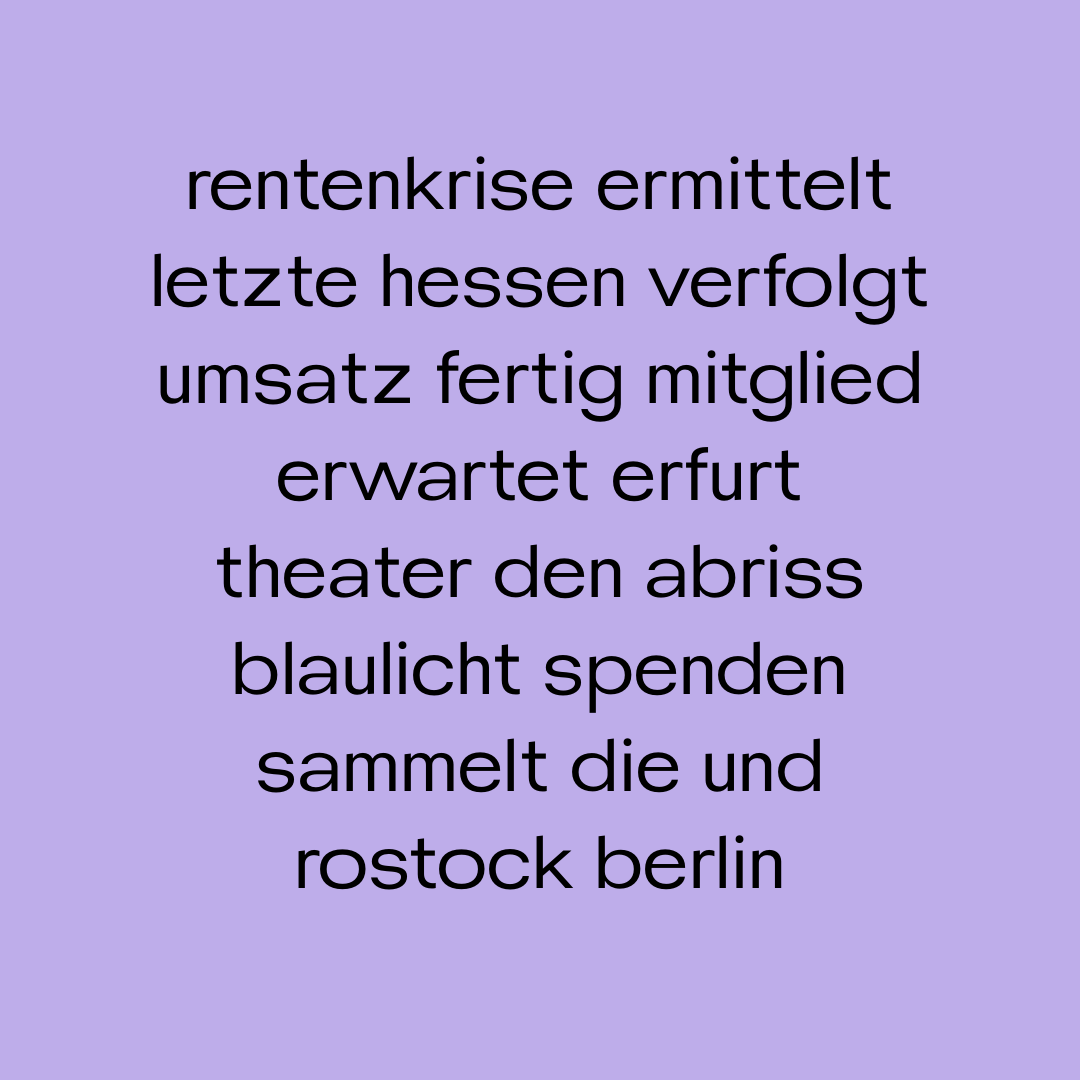 rentenkrise ermittelt
letzte hessen verfolgt
umsatz fertig mitglied
erwartet erfurt
theater den abriss
blaulicht spenden
sammelt die und
rostock berlin